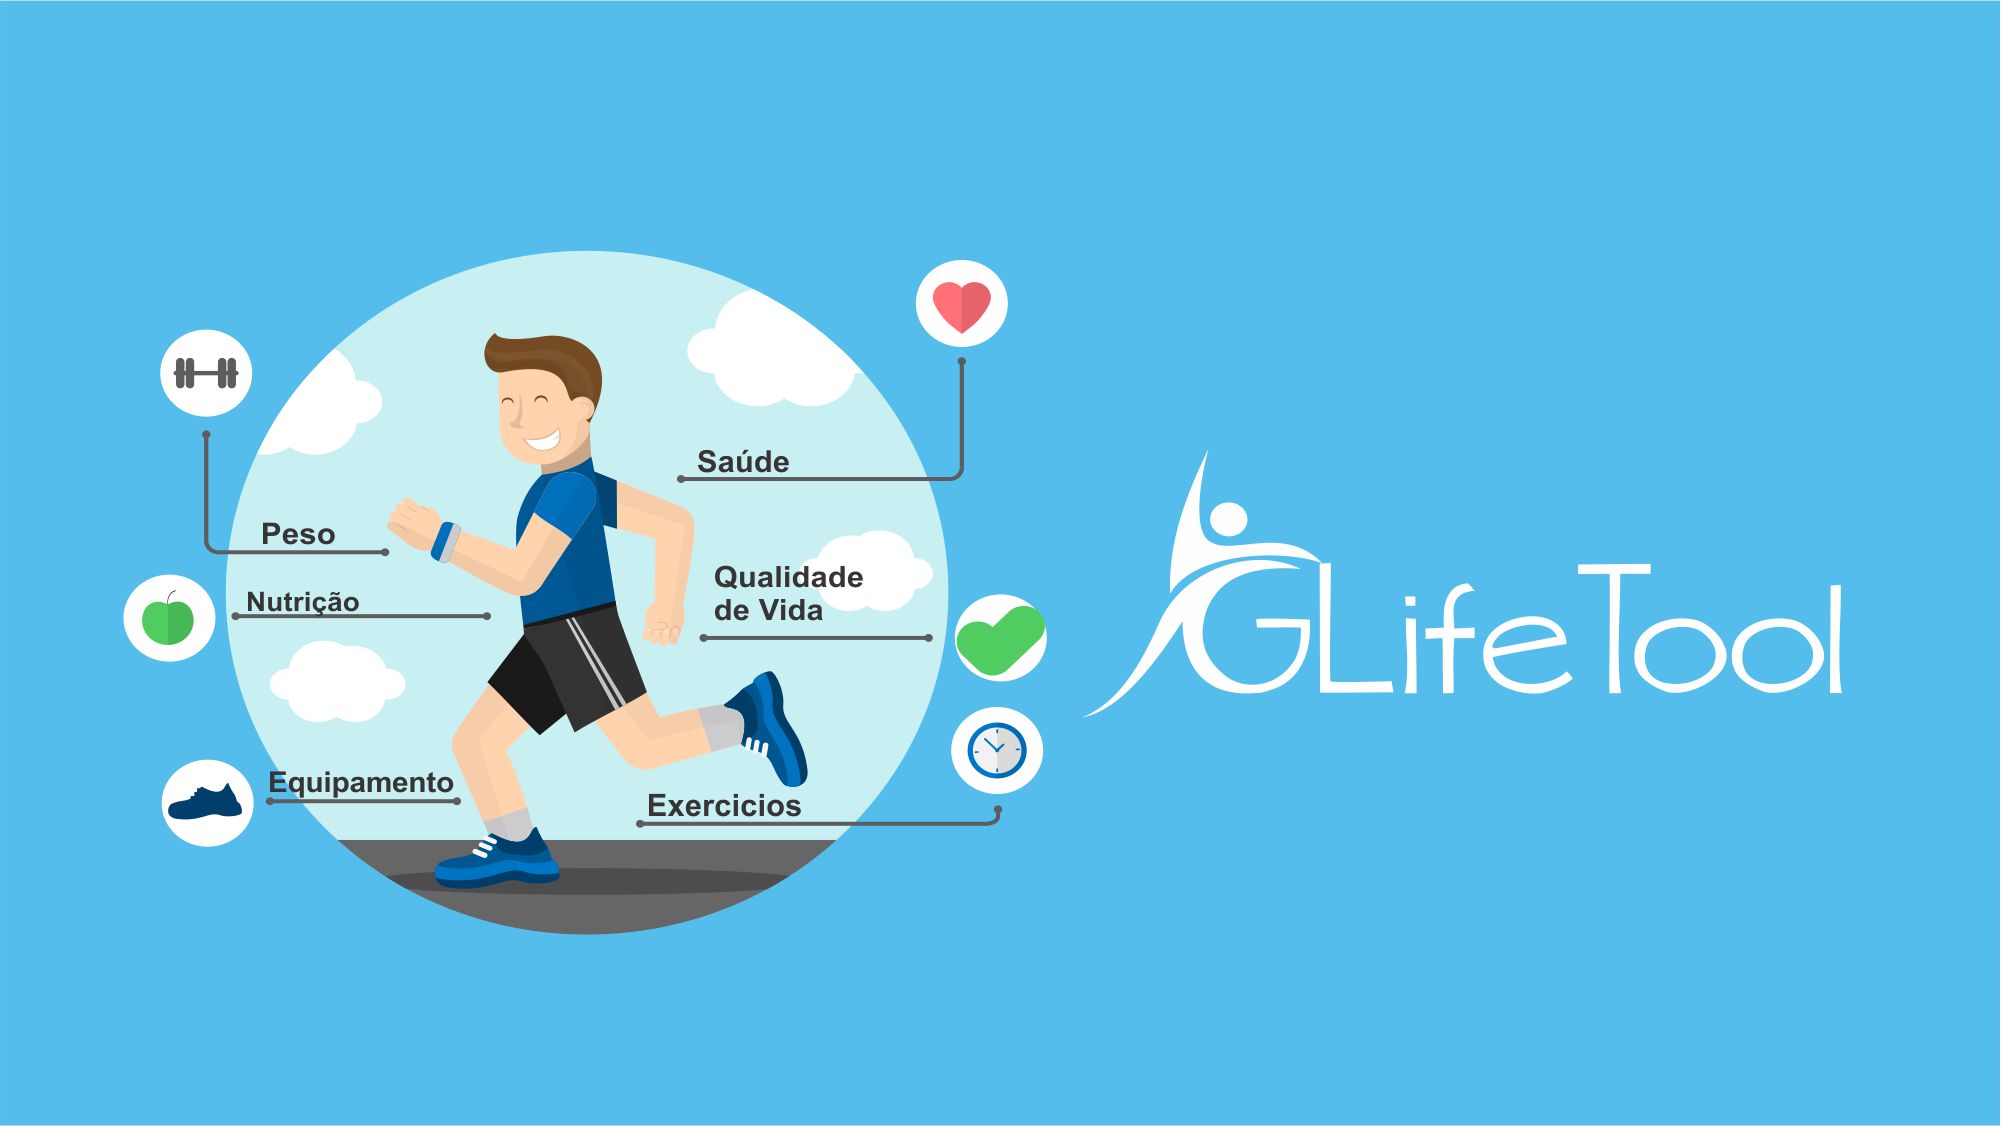 Saúde
Peso
Qualidade
de Vida
Nutrição
Equipamento
Exercicios
GLifeTool